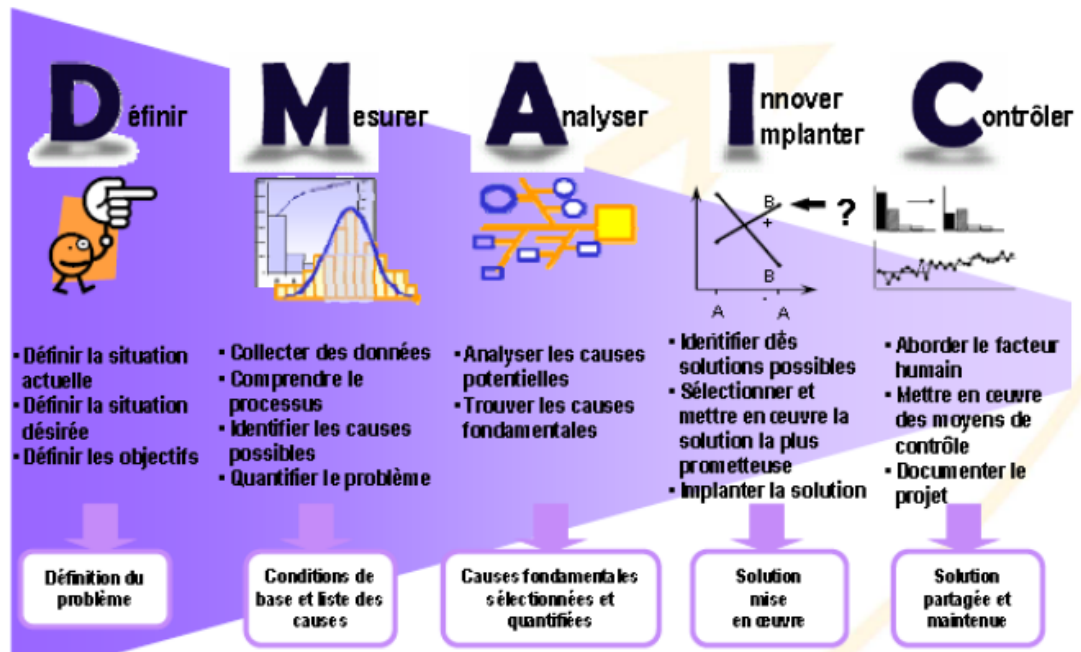 Définir
Mesurer
Analyser
Innover
Implanter
Contrôler
B
+
B
-
A
-
A
+
?
▪ Définir la situation
actuelle
▪ Définir la situation
désirée
▪ Définir les objectifs
▪ Collecter des données
▪ Comprendre le
processus
▪ Identifier les causes
possibles
▪ Quantifier le problème
▪ Analyser les causes
potentielles
▪ Trouver les causes
fondamentales
▪ Identifier dès
solutions possibles
▪ Sélectionner et
mettre en œuvre la
solution la plus
prometteuse
▪ Implanter la solution
▪ Aborder le facteur
humain
▪ Mettre en œuvre
des moyens de
contrôle
▪ Documenter le
projet
Définition du
problème
Conditions de
base et liste des
causes
Causes fondamentales
sélectionnées et
quantifiées
Solution
mise
en œuvre
Solution
partagée et
maintenue